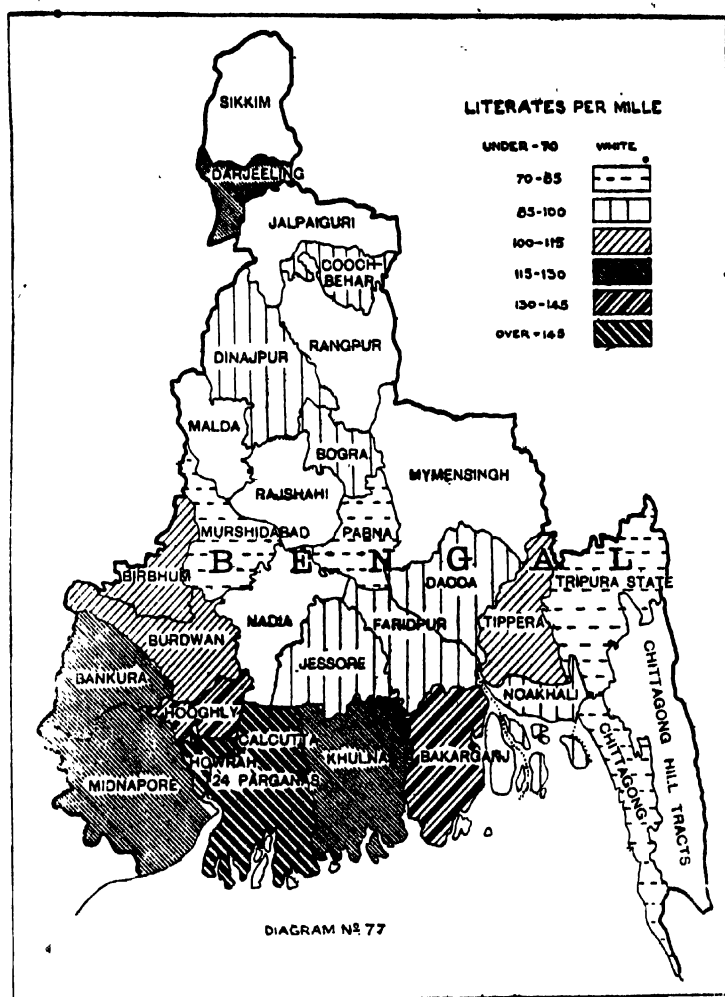 SIKKIM
DARJEELING
LITERATES PER MILLE
UNDER - 70 WHITE
70-85
85-100
100-115
115-130
130-145
OVER - 145
JALPAIGURI
COOCH
BEHAR
RANGPUR
DINAJPUR
MALDA
BOGRA
MYMENSINGH
RAJSHAHI
MURSHIDABAD
PABNA
BENGAL
BIRBHUM
DACCA
TRIPURA STATE
NADIA
FARIDPUR
TIPPERA
BURDWAN
JESSORE
BANKURA
NOAKHALI
HOOGHLY
CALCUTTA
HOWRAH
KHULNA
BAKARGANJ
24 PARGANAS
MIDNAPORE
CHITTAGONG
CHITTAGONG HILL TRACTS
DIAGRAM Nº 77